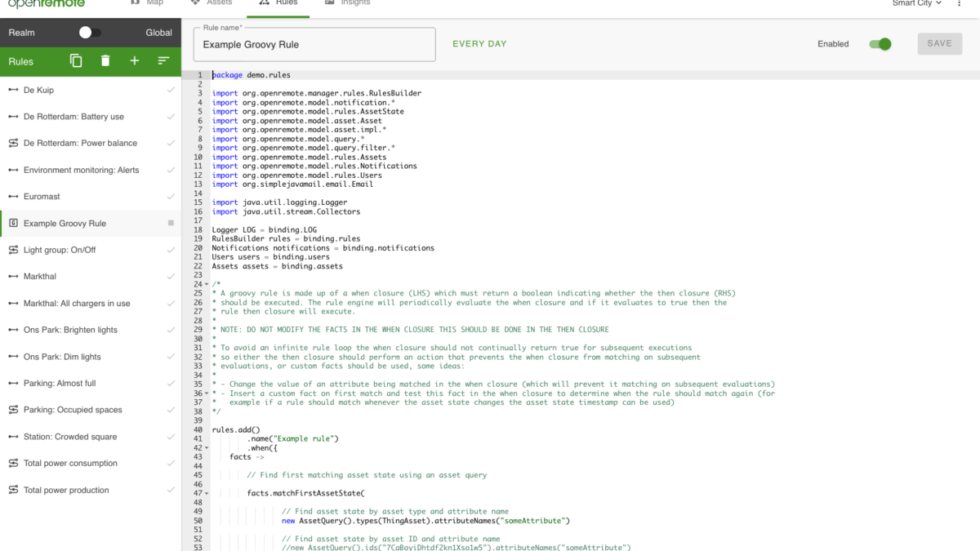 openremote
Map
Assets
Rules
Insights
Smart City
Realm
Global
Rules
De Kuip
De Rotterdam: Battery use
De Rotterdam: Power balance
Environment monitoring: Alerts
Euromast
Example Groovy Rule
Light group: On/Off
Markthal
Markthal: All chargers in use
Ons Park: Brighten lights
Ons Park: Dim lights
Parking: Almost full
Parking: Occupied spaces
Station: Crowded square
Total power consumption
Total power production
Rule name*
Example Groovy Rule
EVERY DAY
Enabled
SAVE
1 package demo.rules
2
3 import org.openremote.manager.rules.RulesBuilder
4 import org.openremote.model.notification.*
5 import org.openremote.model.rules.AssetState
6 import org.openremote.model.asset.Asset
7 import org.openremote.model.asset.impl.*
8 import org.openremote.model.query.*
9 import org.openremote.model.query.filter.*
10 import org.openremote.model.rules.Assets
11 import org.openremote.model.rules.Notifications
12 import org.openremote.model.rules.Users
13 import org.simplejavamail.email.Email
14
15 import java.util.logging.Logger
16 import java.util.stream.Collectors
17
18 Logger LOG = binding.LOG
19 RulesBuilder rules = binding.rules
20 Notifications notifications = binding.notifications
21 Users users = binding.users
22 Assets assets = binding.assets
23
24 /*
25 * A groovy rule is made up of a when closure (LHS) which must return a boolean indicating whether the then closure (RHS)
26 * should be executed. The rule engine will periodically evaluate the when closure and if it evaluates to true then the
27 * rule then closure will execute.
28 *
29 * NOTE: DO NOT MODIFY THE FACTS IN THE WHEN CLOSURE THIS SHOULD BE DONE IN THE THEN CLOSURE
30 *
31 * To avoid an infinite rule loop the when closure should not continually return true for subsequent executions
32 * so either the then closure should perform an action that prevents the when closure from matching on subsequent
33 * evaluations, or custom facts should be used, some ideas:
34 *
35 * - Change the value of an attribute being matched in the when closure (which will prevent it matching on subsequent evaluations)
36 * - Insert a custom fact on first match and test this fact in the when closure to determine when the rule should match again (for
37 *   example if a rule should match whenever the asset state changes the asset state timestamp can be used)
38 */
39
40 rules.add()
41 .name("Example rule")
42 .when({
43 facts ->
44
45 // Find first matching asset state using an asset query
46
47 facts.matchFirstAssetState(
48
49 // Find asset state by asset type and attribute name
50 new AssetQuery().types(ThingAsset).attributeNames("someAttribute")
51
52 // Find asset state by asset ID and attribute name
53 //new AssetQuery().ids("7CaBoyiDhtdf2kn1Xso1w5").attributeNames("someAttribute")